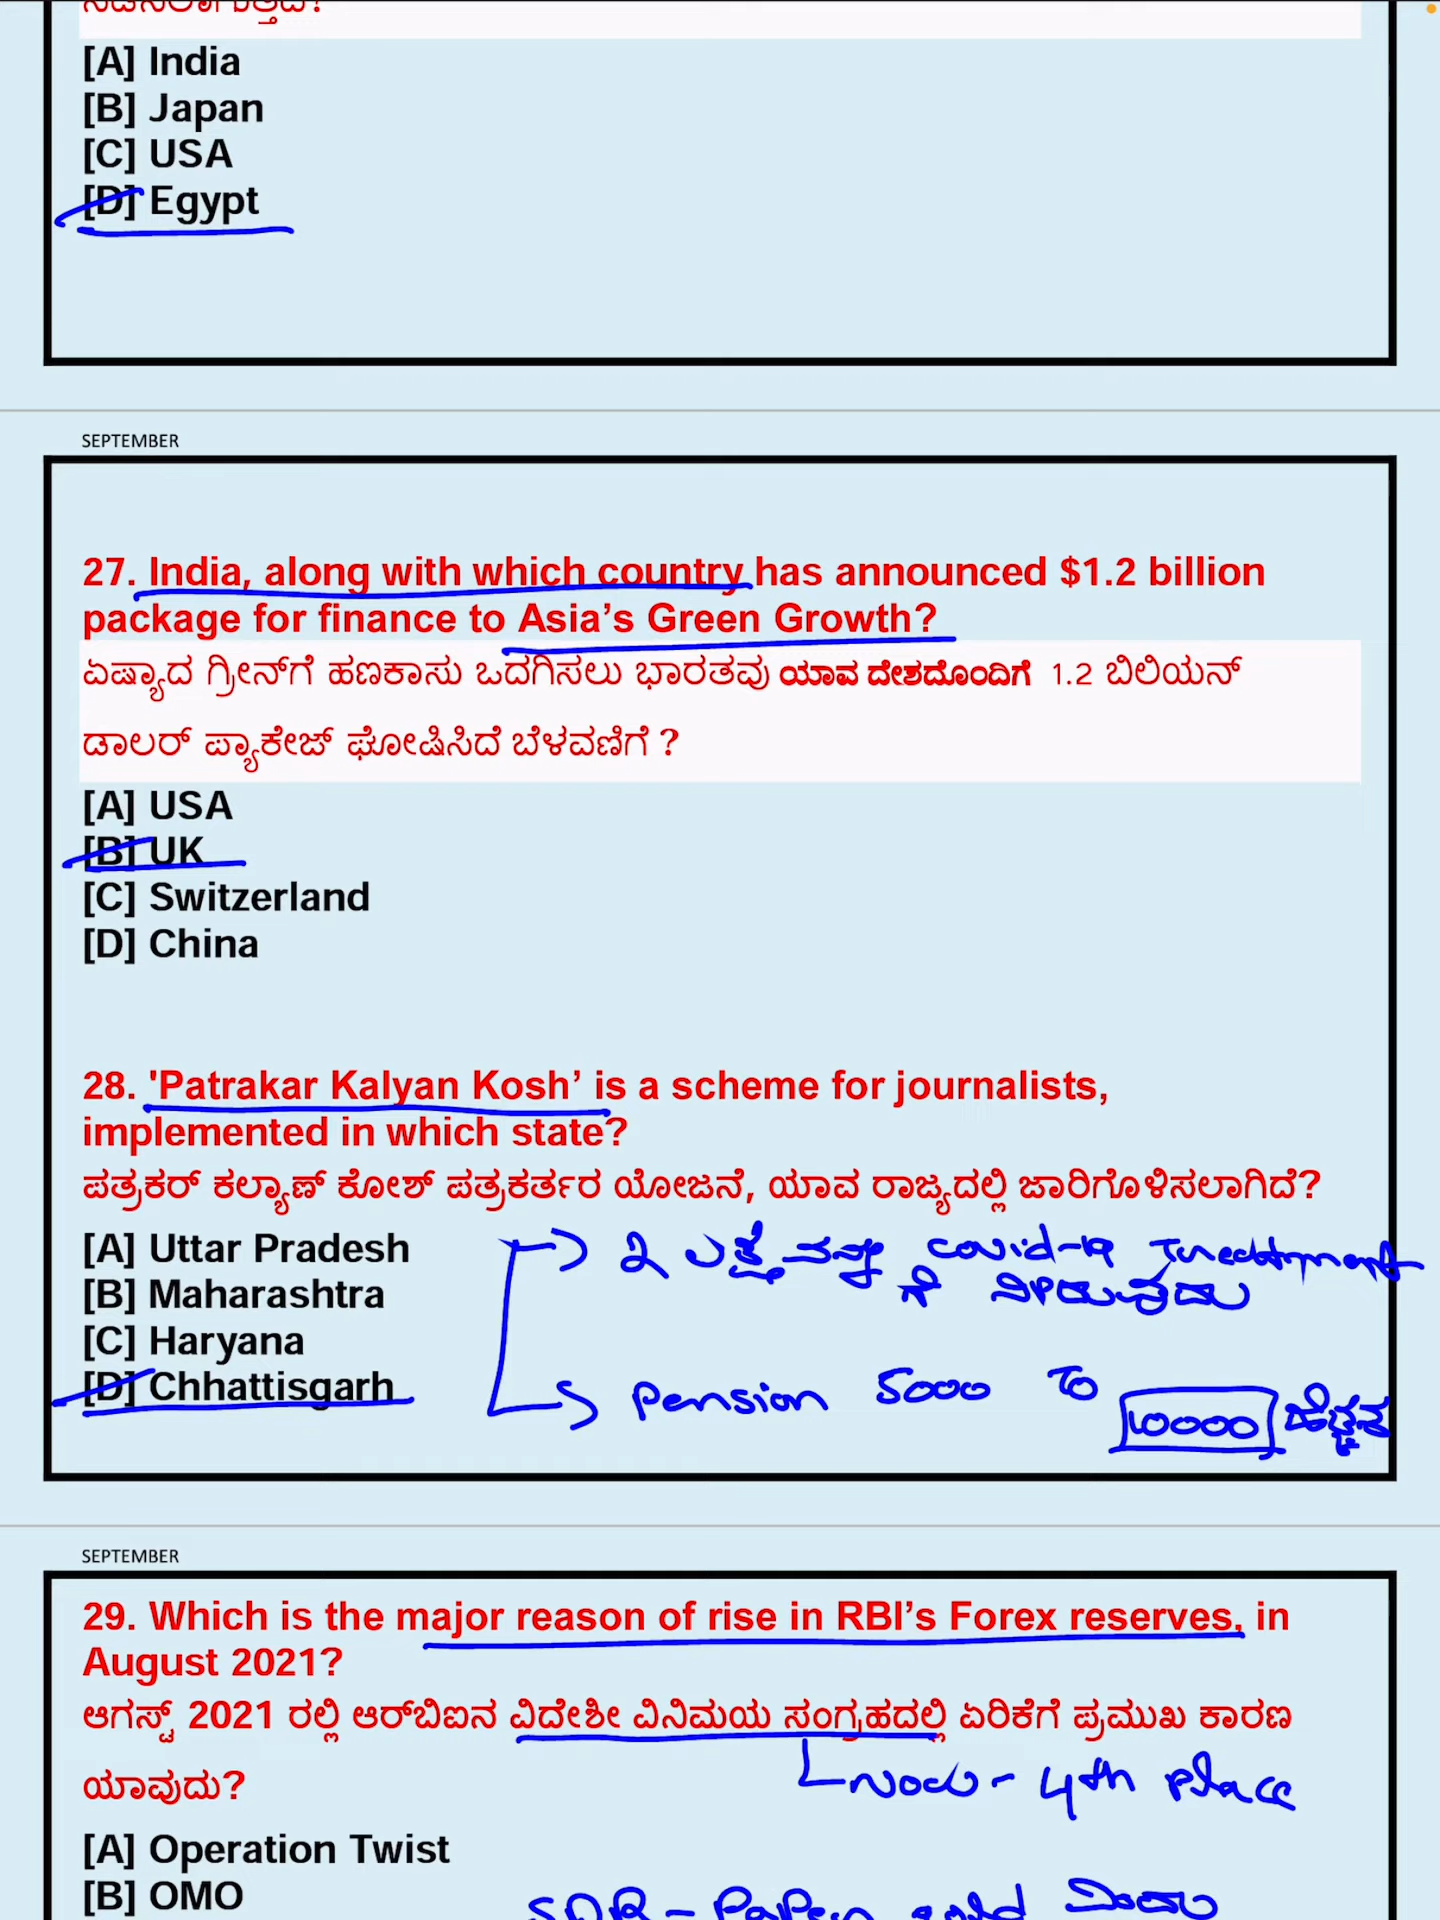 [A] India
[B] Japan
[C] USA
[D] Egypt
SEPTEMBER
27. India, along with which country has announced $1.2 billion
package for finance to Asia’s Green Growth?
ಏಷ್ಯಾದ ಗ್ರೀನ್‌ಗೆ ಹಣಕಾಸು ಒದಗಿಸಲು ಭಾರತವು ಯಾವ ದೇಶದೊಂದಿಗೆ 1.2 ಬಿಲಿಯನ್
ಡಾಲರ್ ಪ್ಯಾಕೇಜ್ ಘೋಷಿಸಿದೆ ಬೆಳವಣಿಗೆ ?
[A] USA
[B] UK
[C] Switzerland
[D] China
28. 'Patrakar Kalyan Kosh’ is a scheme for journalists,
implemented in which state?
ಪತ್ರಕರ್ ಕಲ್ಯಾಣ್ ಕೋಶ್ ಪತ್ರಕರ್ತರ ಯೋಜನೆ, ಯಾವ ರಾಜ್ಯದಲ್ಲಿ ಜಾರಿಗೊಳಿಸಲಾಗಿದೆ?
[A] Uttar Pradesh
2 covid-19
[B] Maharashtra
ಗೆ ನೀಡುವುದು
[C] Haryana
[D] Chhattisgarh
Pension 5000 To 10000
SEPTEMBER
29. Which is the major reason of rise in RBI’s Forex reserves, in
August 2021?
ಆಗಸ್ಟ್ 2021 ರಲ್ಲಿ ಆರ್‌ಬಿಐನ ವಿದೇಶೀ ವಿನಿಮಯ ಸಂಗ್ರಹದಲ್ಲಿ ಏರಿಕೆಗೆ ಪ್ರಮುಖ ಕಾರಣ
ಯಾವುದು?
4th place
[A] Operation Twist
[B] OMO
SDR -